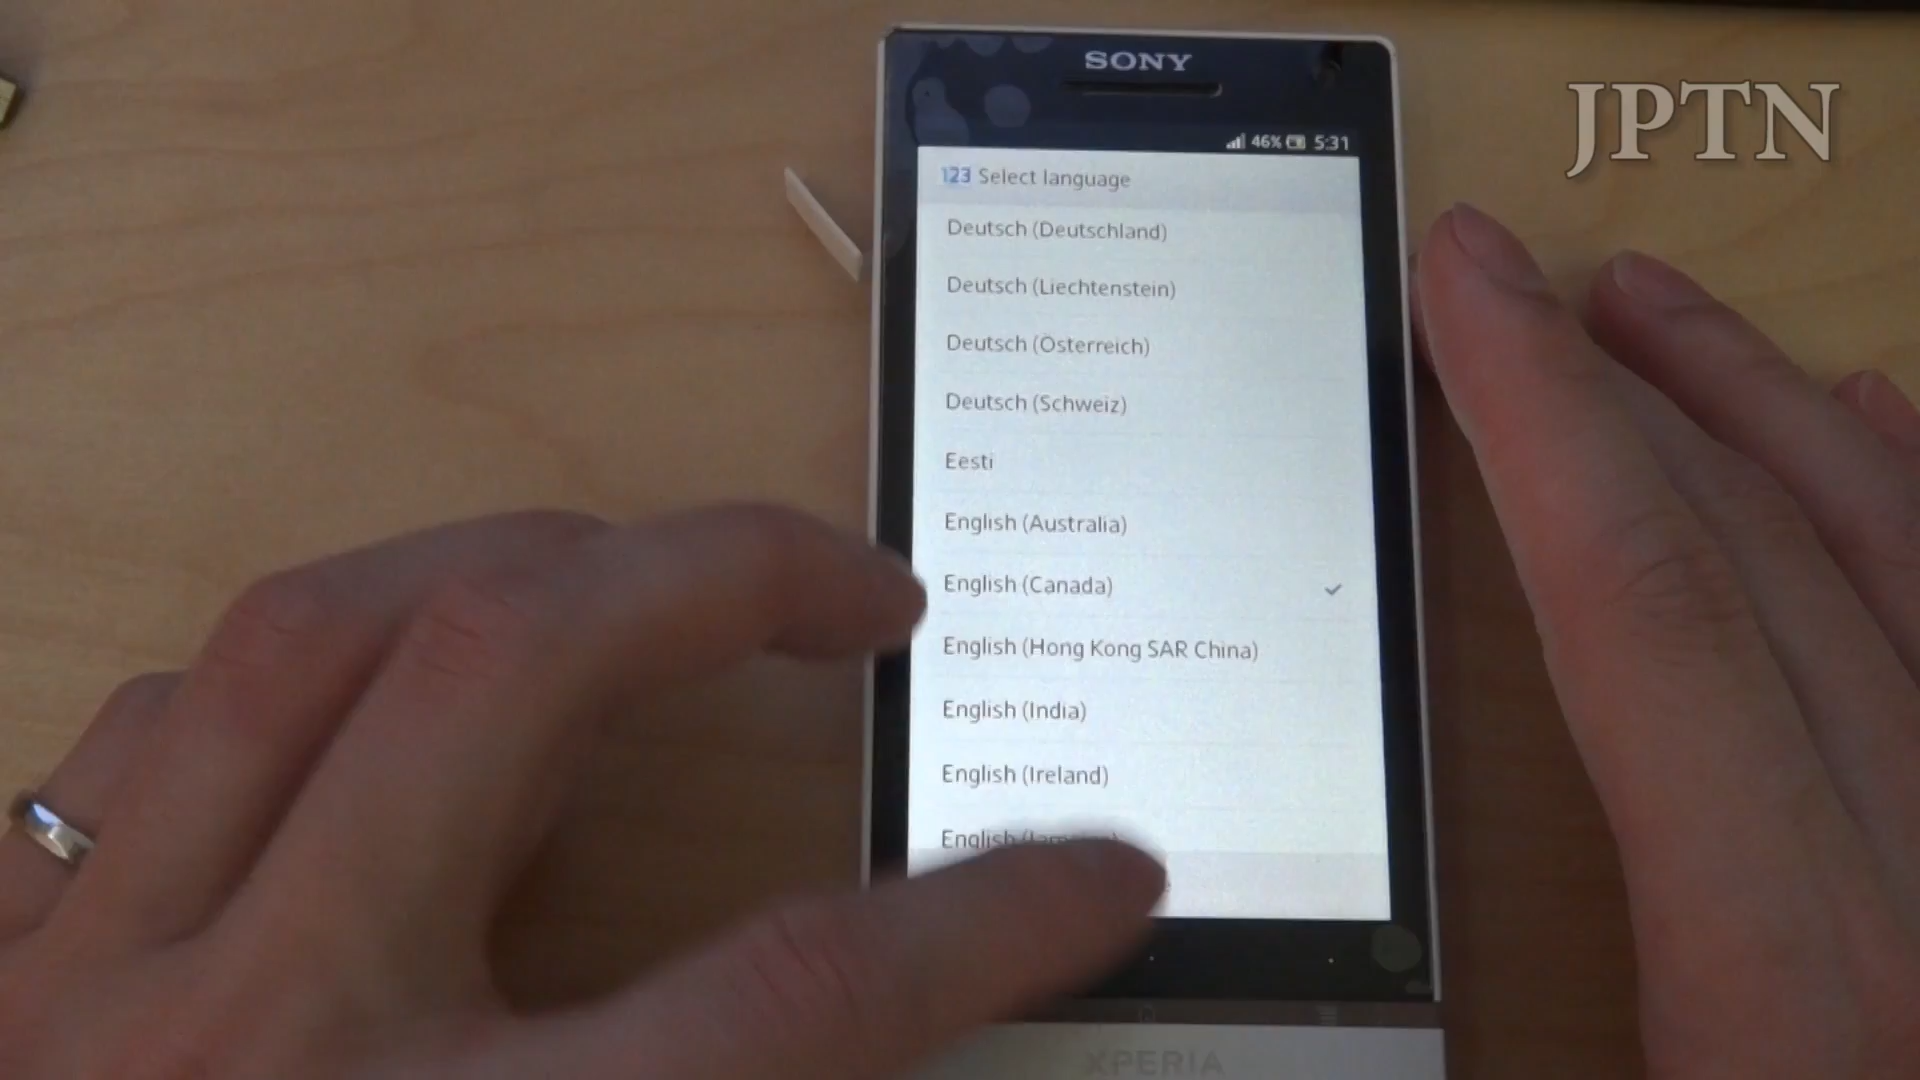 SONY
JPTN
46% 5:31
123 Select language
Deutsch (Deutschland)
Deutsch (Liechtenstein)
Deutsch (Österreich)
Deutsch (Schweiz)
Eesti
English (Australia)
English (Canada)
English (Hong Kong SAR China)
English (India)
English (Ireland)
English
XPERIA